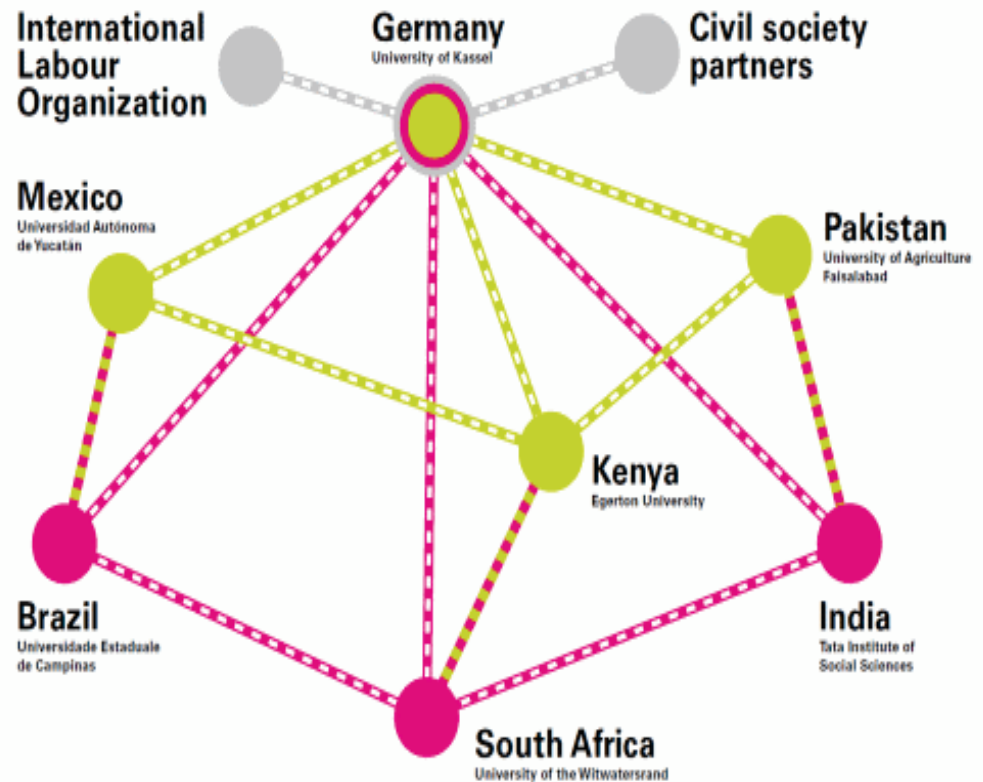 International
Labour
Organization
Germany
University of Kassel
Civil society
partners
Mexico
Universidad Autónoma
de Yucatán
Pakistan
University of Agriculture
Faisalabad
Kenya
Egerton University
Brazil
Universidade Estaduale
de Campinas
India
Tata Institute of
Social Sciences
South Africa
University of the Witwatersrand